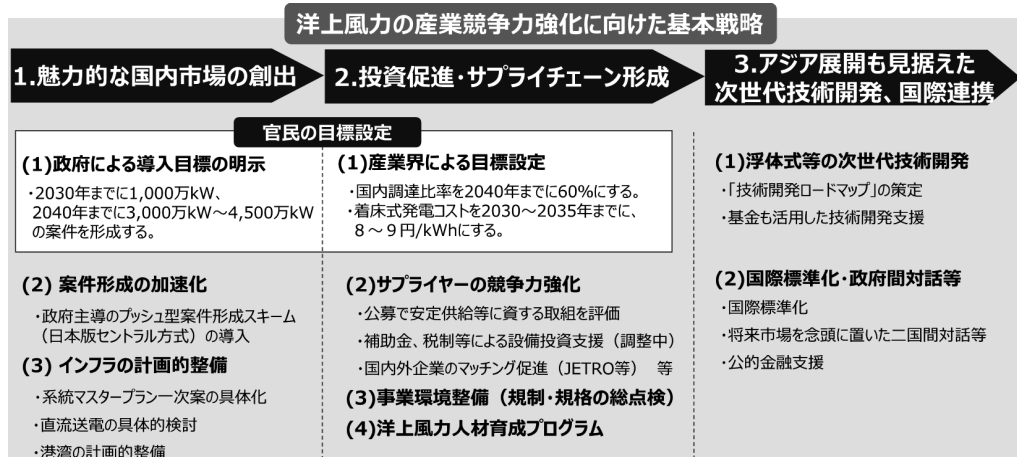 洋上風力の産業競争力強化に向けた基本戦略
1.魅力的な国内市場の創出
2.投資促進・サプライチェーン形成
3.アジア展開も見据えた
次世代技術開発、国際連携
官民の目標設定
(1)政府による導入目標の明示
・2030年までに1,000万kW、
2040年までに3,000万kW～4,500万kW
の案件を形成する。
(2) 案件形成の加速化
・政府主導のプッシュ型案件形成スキーム
（日本版セントラル方式）の導入
(3) インフラの計画的整備
・系統マスタープラン一次案の具体化
・直流送電の具体的検討
・港湾の計画的整備
(1)産業界による目標設定
・国内調達比率を2040年までに60%にする。
・着床式発電コストを2030～2035年までに、
８～９円/kWhにする。
(2)サプライヤーの競争力強化
・公募で安定供給等に資する取組を評価
・補助金、税制等による設備投資支援（調整中）
・国内外企業のマッチング促進（JETRO等） 等
(3)事業環境整備（規制・規格の総点検）
(4)洋上風力人材育成プログラム
(1)浮体式等の次世代技術開発
・「技術開発ロードマップ」の策定
・基金も活用した技術開発支援
(2)国際標準化・政府間対話等
・国際標準化
・将来市場を念頭に置いた二国間対話等
・公的金融支援